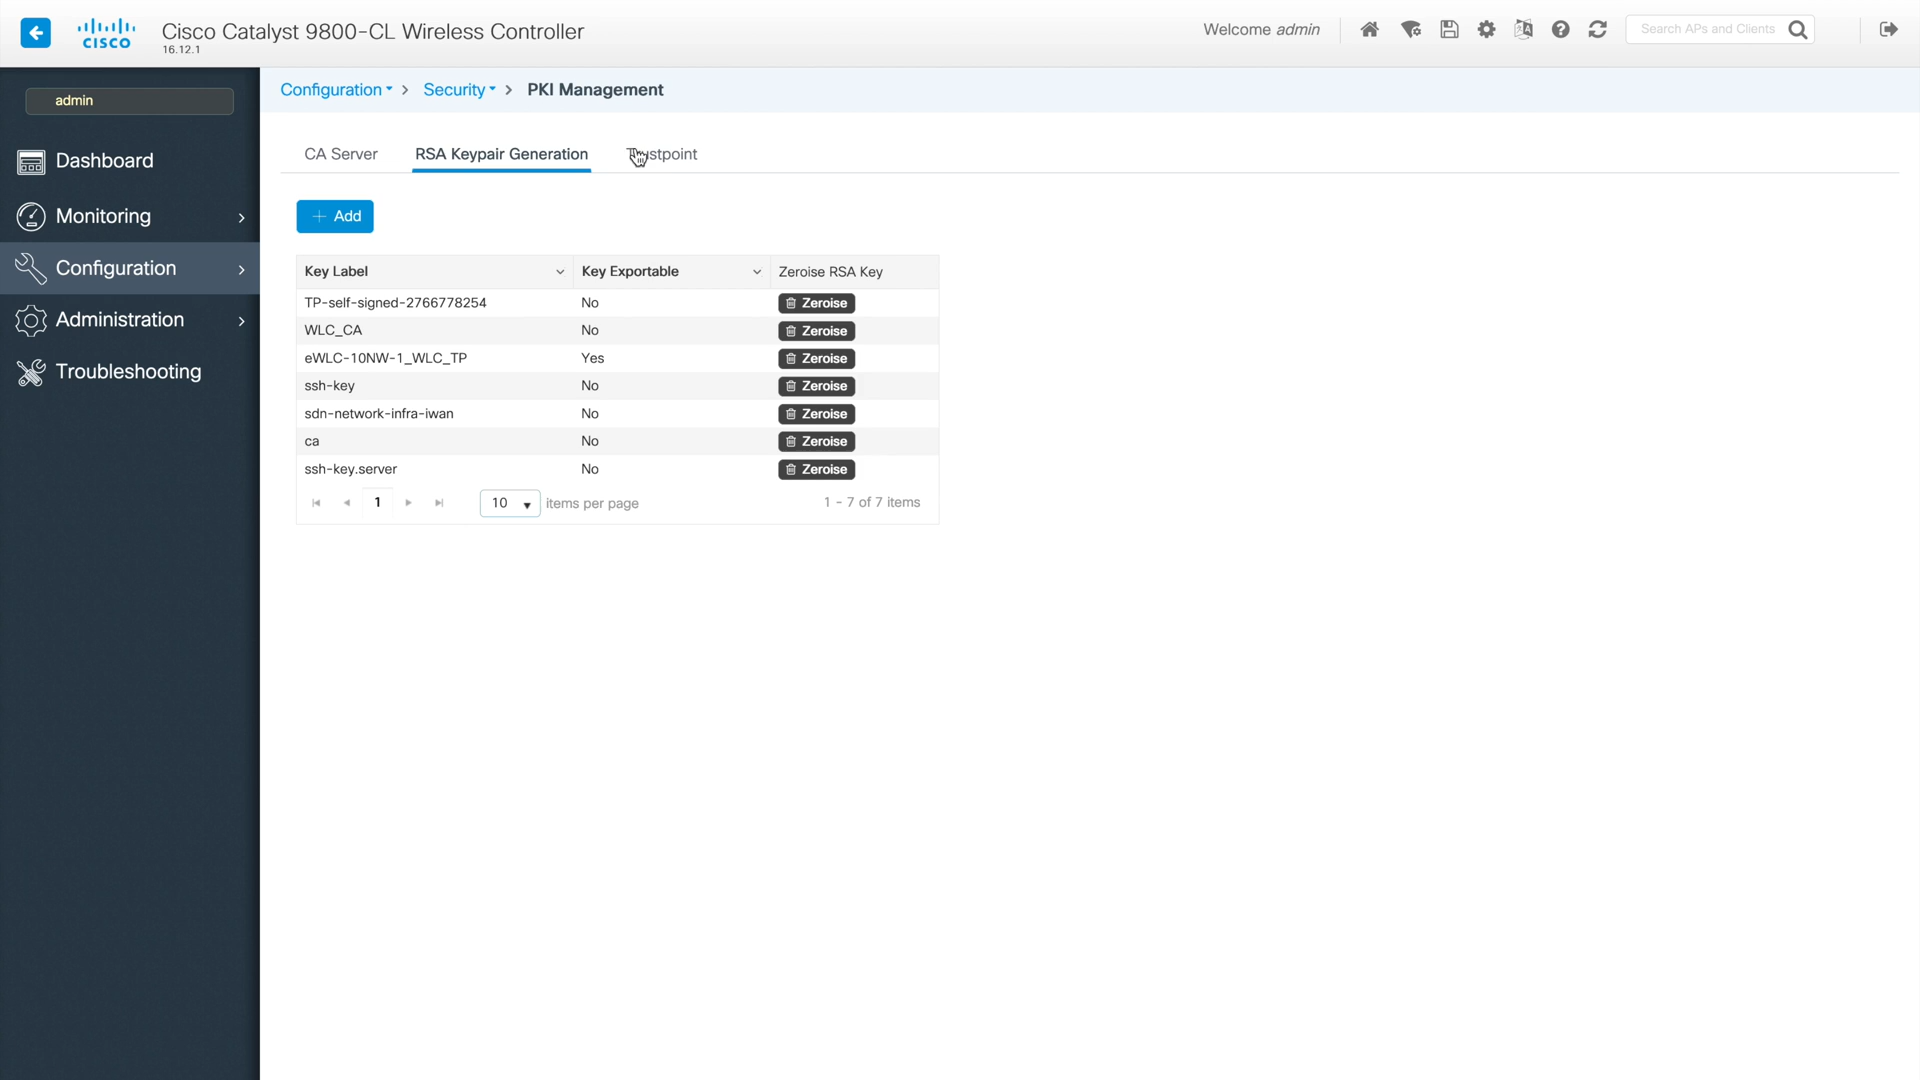 CISCO
Cisco Catalyst 9800-CL Wireless Controller
16.12.1
Welcome admin
Search APs and Clients
admin
Dashboard
Monitoring
Configuration
Administration
Troubleshooting
Configuration > Security > PKI Management
CA Server RSA Keypair Generation
+ Add
Key Label Key Exportable Zeroise RSA Key
TP-self-signed-2766778254 No Zeroise
WLC_CA No Zeroise
eWLC-10NW-1_WLC_TP Yes Zeroise
ssh-key No Zeroise
sdn-network-infra-iwan No Zeroise
ca No Zeroise
ssh-key.server No Zeroise
1 10 items per page 1 - 7 of 7 items